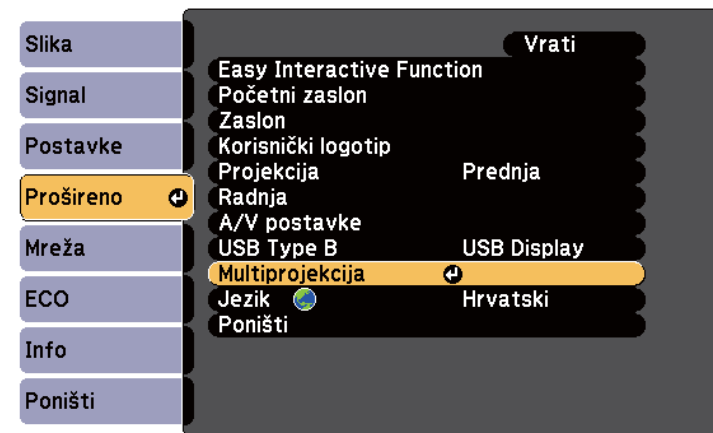 Slika
Signal
Postavke
Prošireno
Mreža
ECO
Info
Poništi
Vrati
Easy Interactive Function
Početni zaslon
Zaslon
Korisnički logotip
Projekcija Prednja
Radnja
A/V postavke
USB Type B USB Display
Multiprojekcija
Jezik Hrvatski
Poništi